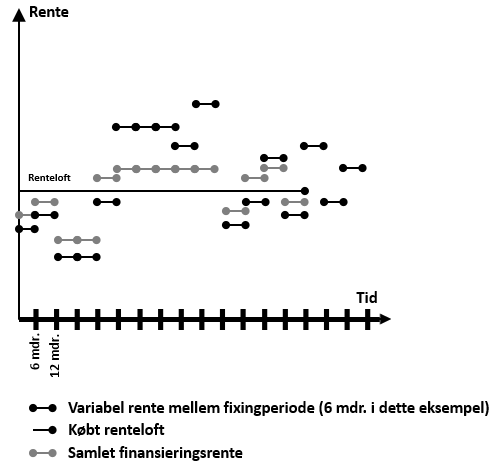 Rente
Renteloft
Tid
6 mdr.
12 mdr.
Variabel rente mellem fixingperiode (6 mdr. i dette eksempel)
Købt renteloft
Samlet finansieringsrente